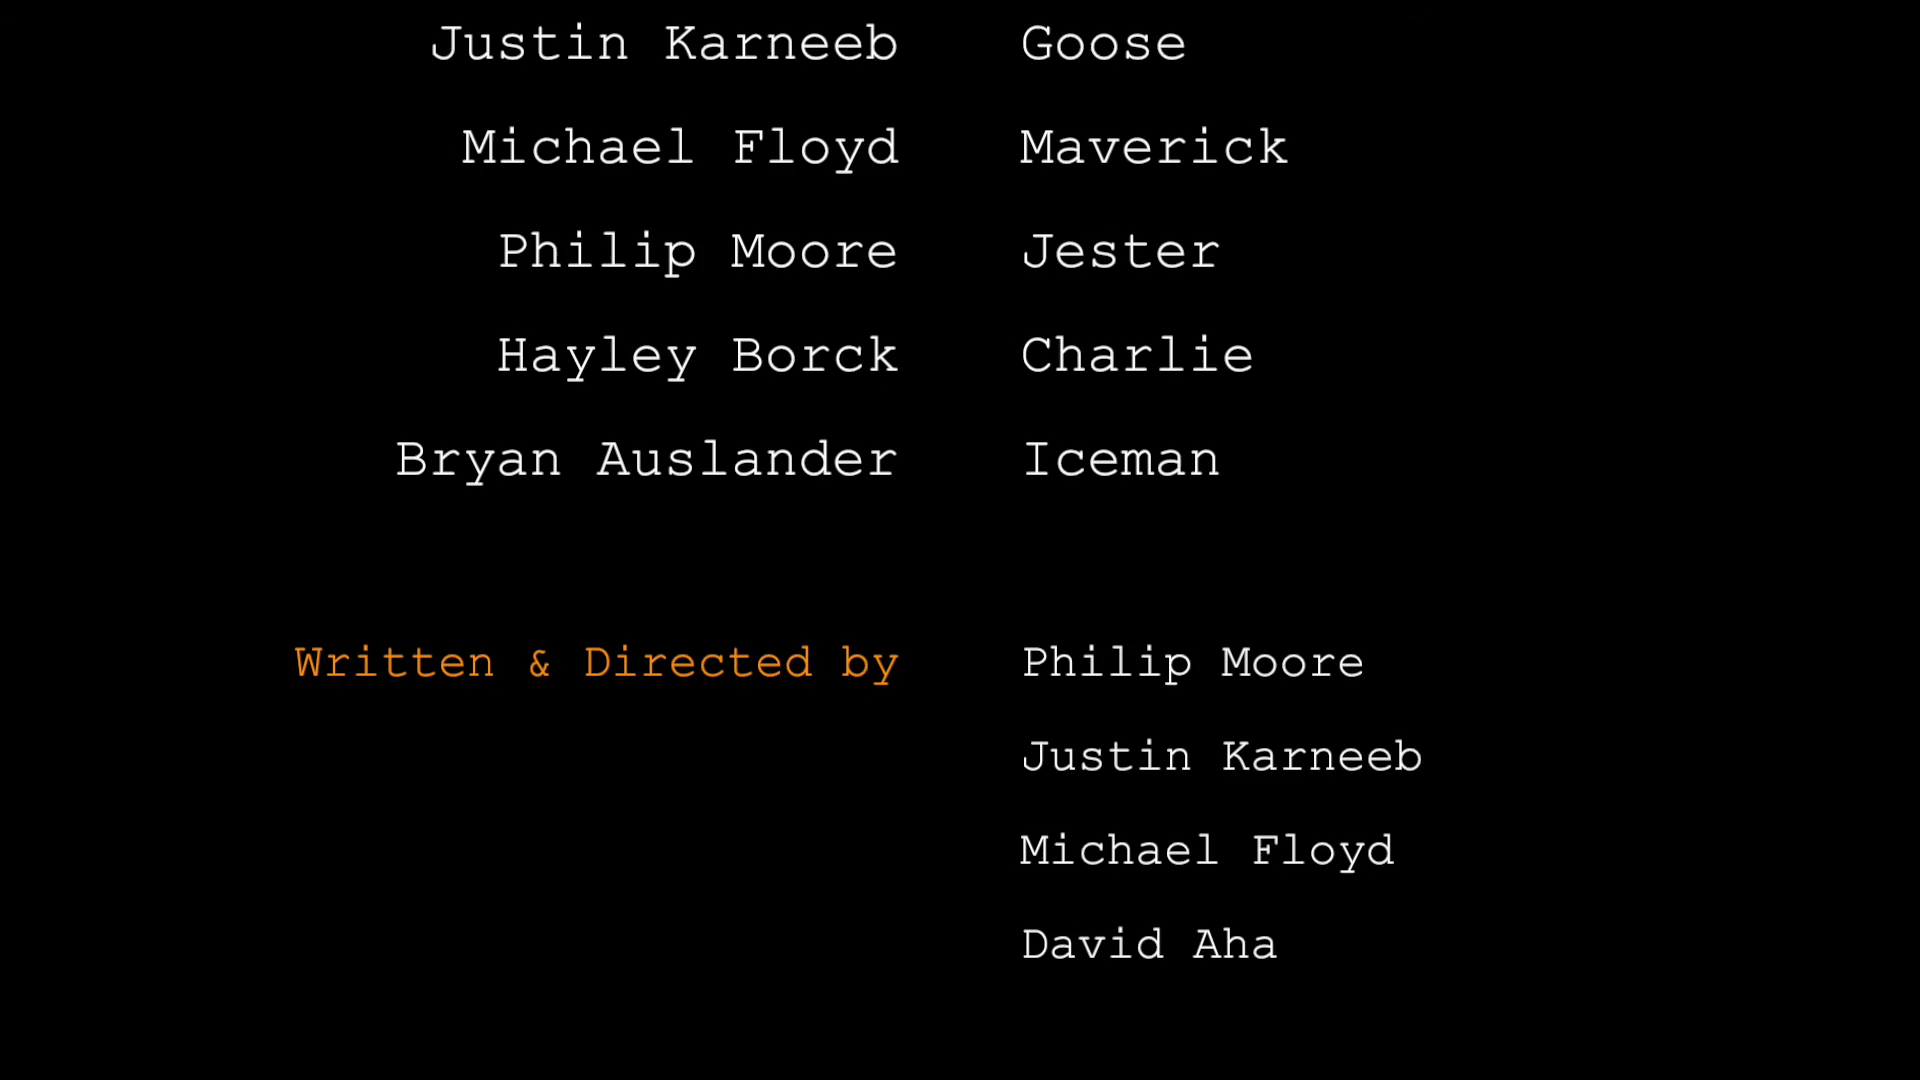 Justin Karneeb Goose
Michael Floyd Maverick
Philip Moore Jester
Hayley Borck Charlie
Bryan Auslander Iceman
Written & Directed by Philip Moore
Justin Karneeb
Michael Floyd
David Aha